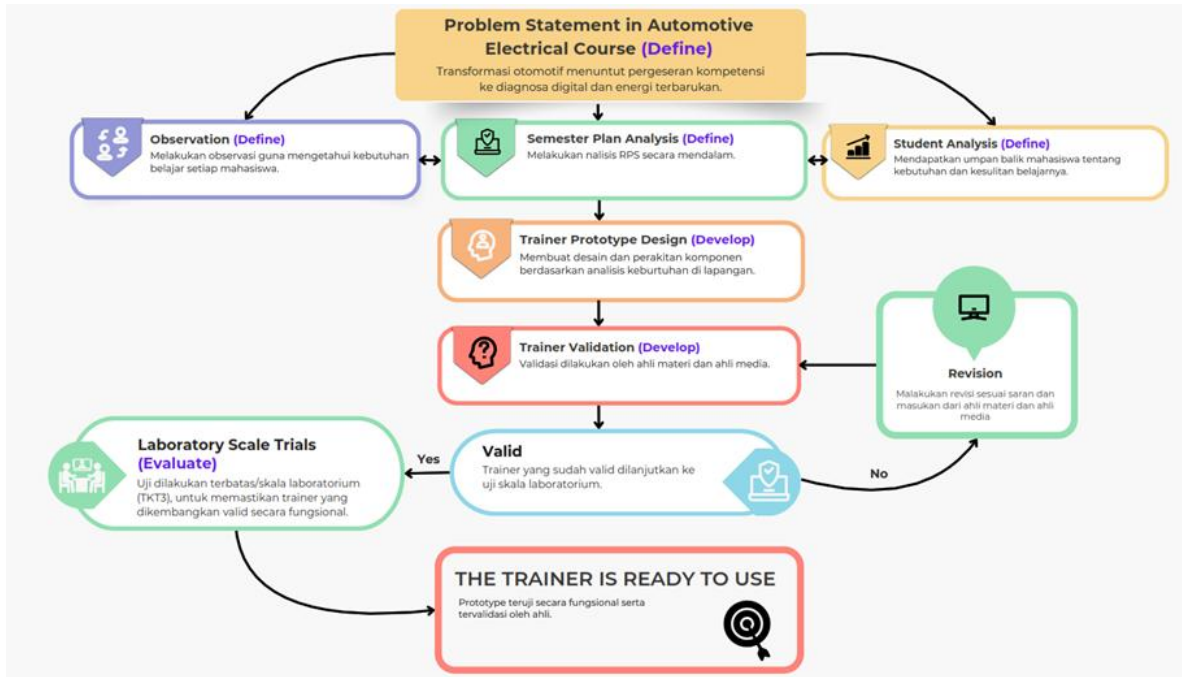 Problem Statement in Automotive
Electrical Course (Define)
Transformasi otomotif menuntut pergeseran kompetensi
ke diagnosa digital dan energi terbarukan.
Observation (Define)
Melakukan observasi guna mengetahui kebutuhan
belajar setiap mahasiswa.
Semester Plan Analysis (Define)
Melakukan nalisis RPS secara mendalam.
Student Analysis (Define)
Mendapatkan umpan balik mahasiswa tentang
kebutuhan dan kesulitan belajarnya.
Trainer Prototype Design (Develop)
Membuat desain dan perakitan komponen
berdasarkan analisis keburtuhan di lapangan.
Trainer Validation (Develop)
Validasi dilakukan oleh ahli materi dan ahli media.
Revision
Malakukan revisi sesuai saran dan
masukan dari ahli materi dan ahli
media
Laboratory Scale Trials
(Evaluate)
Uji dilakukan terbatas/skala laboratorium
(TKT3), untuk memastikan trainer yang
dikembangkan valid secara fungsional.
Yes
Valid
Trainer yang sudah valid dilanjutkan ke
uji skala laboratorium.
No
THE TRAINER IS READY TO USE
Prototype teruji secara fungsional serta
tervalidasi oleh ahli.